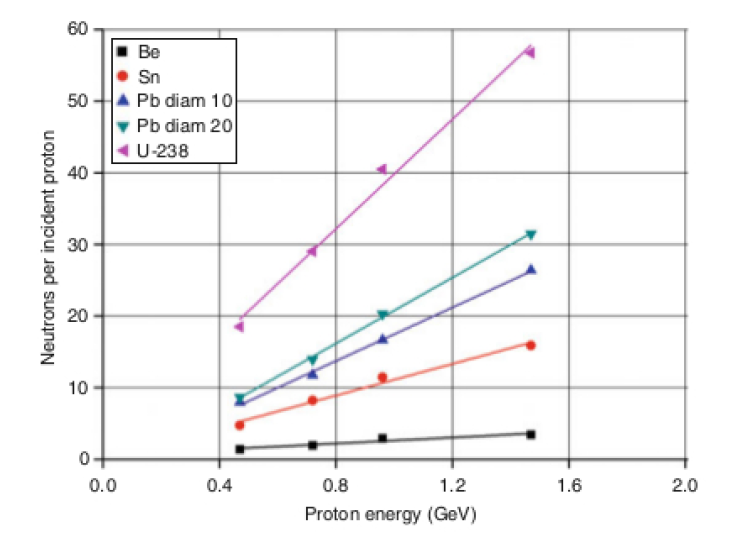 60
50
40
30
20
10
0
Neutrons per incident proton
Be
Sn
Pb diam 10
Pb diam 20
U-238
0.0 0.4 0.8 1.2 1.6 2.0
Proton energy (GeV)